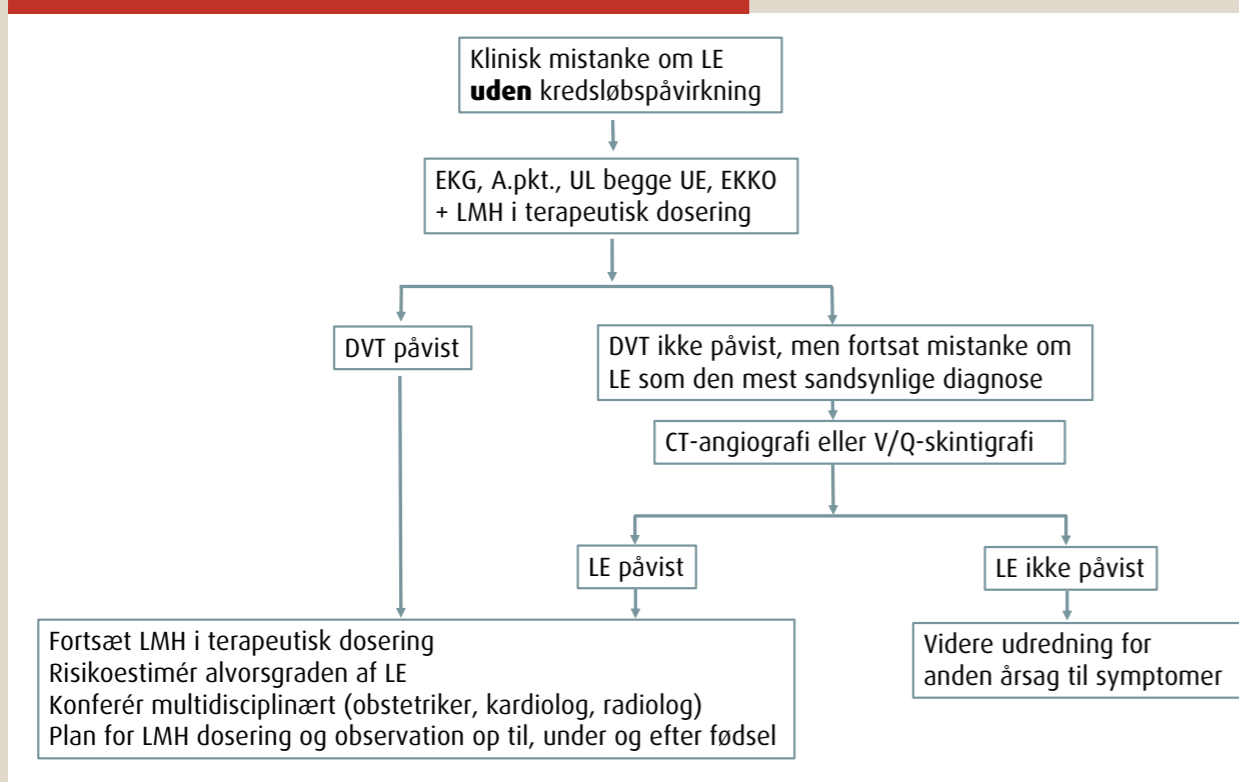 Klinisk mistanke om LE
uden kredsløbspåvirkning
EKG, A.pkt., UL begge UE, EKKO
+ LMH i terapeutisk dosering
DVT påvist
DVT ikke påvist, men fortsat mistanke om
LE som den mest sandsynlige diagnose
CT-angiografi eller V/Q-skintigrafi
LE påvist
LE ikke påvist
Fortsæt LMH i terapeutisk dosering
Risikoestimér alvorsgraden af LE
Konferér multidisciplinært (obstetriker, kardiolog, radiolog)
Plan for LMH dosering og observation op til, under og efter fødsel
Videre udredning for
anden årsag til symptomer